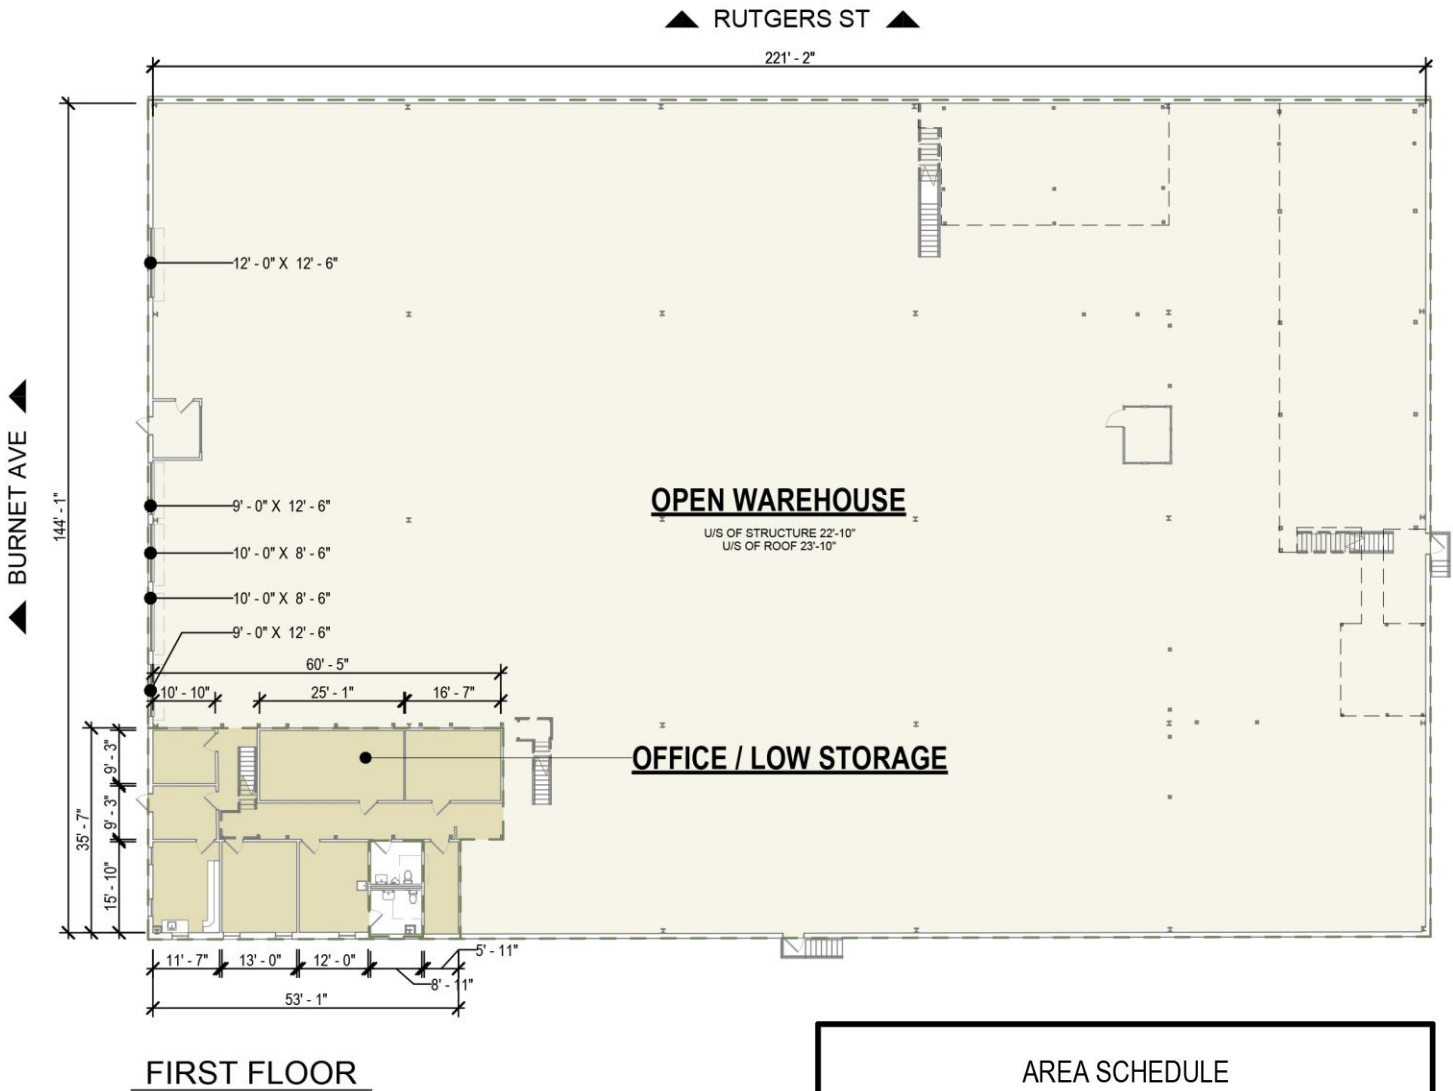 RUTGERS ST
221' - 2"
12' - 0" X 12' - 6"
BURNET AVE
144' - 1"
OPEN WAREHOUSE
U/S OF STRUCTURE 22'-10"
U/S OF ROOF 23'-10"
9' - 0" X 12' - 6"
10' - 0" X 8' - 6"
10' - 0" X 8' - 6"
9' - 0" X 12' - 6"
60' - 5"
10' - 10"
25' - 1"
16' - 7"
OFFICE / LOW STORAGE
9' - 3"
9' - 3"
35' - 7"
15' - 10"
11' - 7"
13' - 0"
12' - 0"
5' - 11"
8' - 11"
53' - 1"
FIRST FLOOR
AREA SCHEDULE